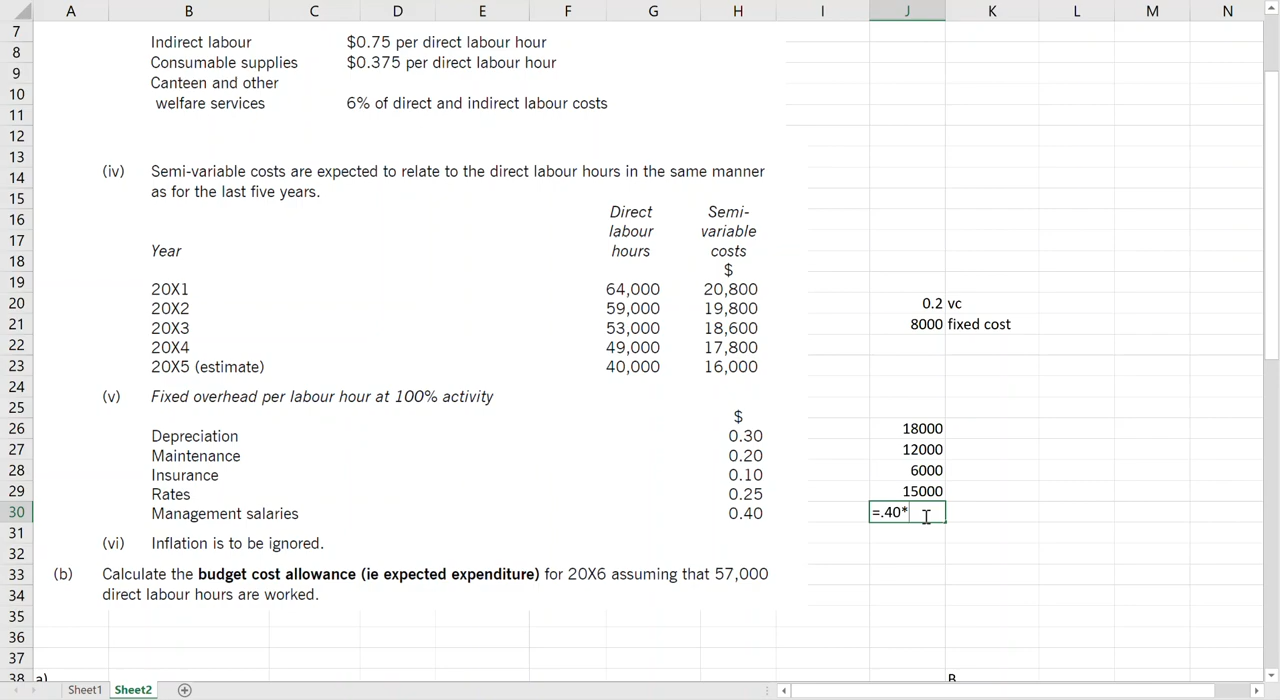 A B C D E F G H I J K L M N
7
8 Indirect labour $0.75 per direct labour hour
9 Consumable supplies $0.375 per direct labour hour
10 Canteen and other
11 welfare services 6% of direct and indirect labour costs
12
13
14 (iv) Semi-variable costs are expected to relate to the direct labour hours in the same manner
15 as for the last five years.
16 Direct Semi-
17 labour variable
18 Year hours costs
19 $
20X1 64,000 20,800
20 20X2 59,000 19,800 0.2 vc
21 20X3 53,000 18,600 8000 fixed cost
22 20X4 49,000 17,800
23 20X5 (estimate) 40,000 16,000
24
25 (v) Fixed overhead per labour hour at 100% activity
$
26 Depreciation 0.30 18000
27 Maintenance 0.20 12000
28 Insurance 0.10 6000
29 Rates 0.25 15000
30 Management salaries 0.40 =.40*
31
32 (vi) Inflation is to be ignored.
33 (b) Calculate the budget cost allowance (ie expected expenditure) for 20X6 assuming that 57,000
34 direct labour hours are worked.
35
36
37
38 a) B
Sheet1 Sheet2